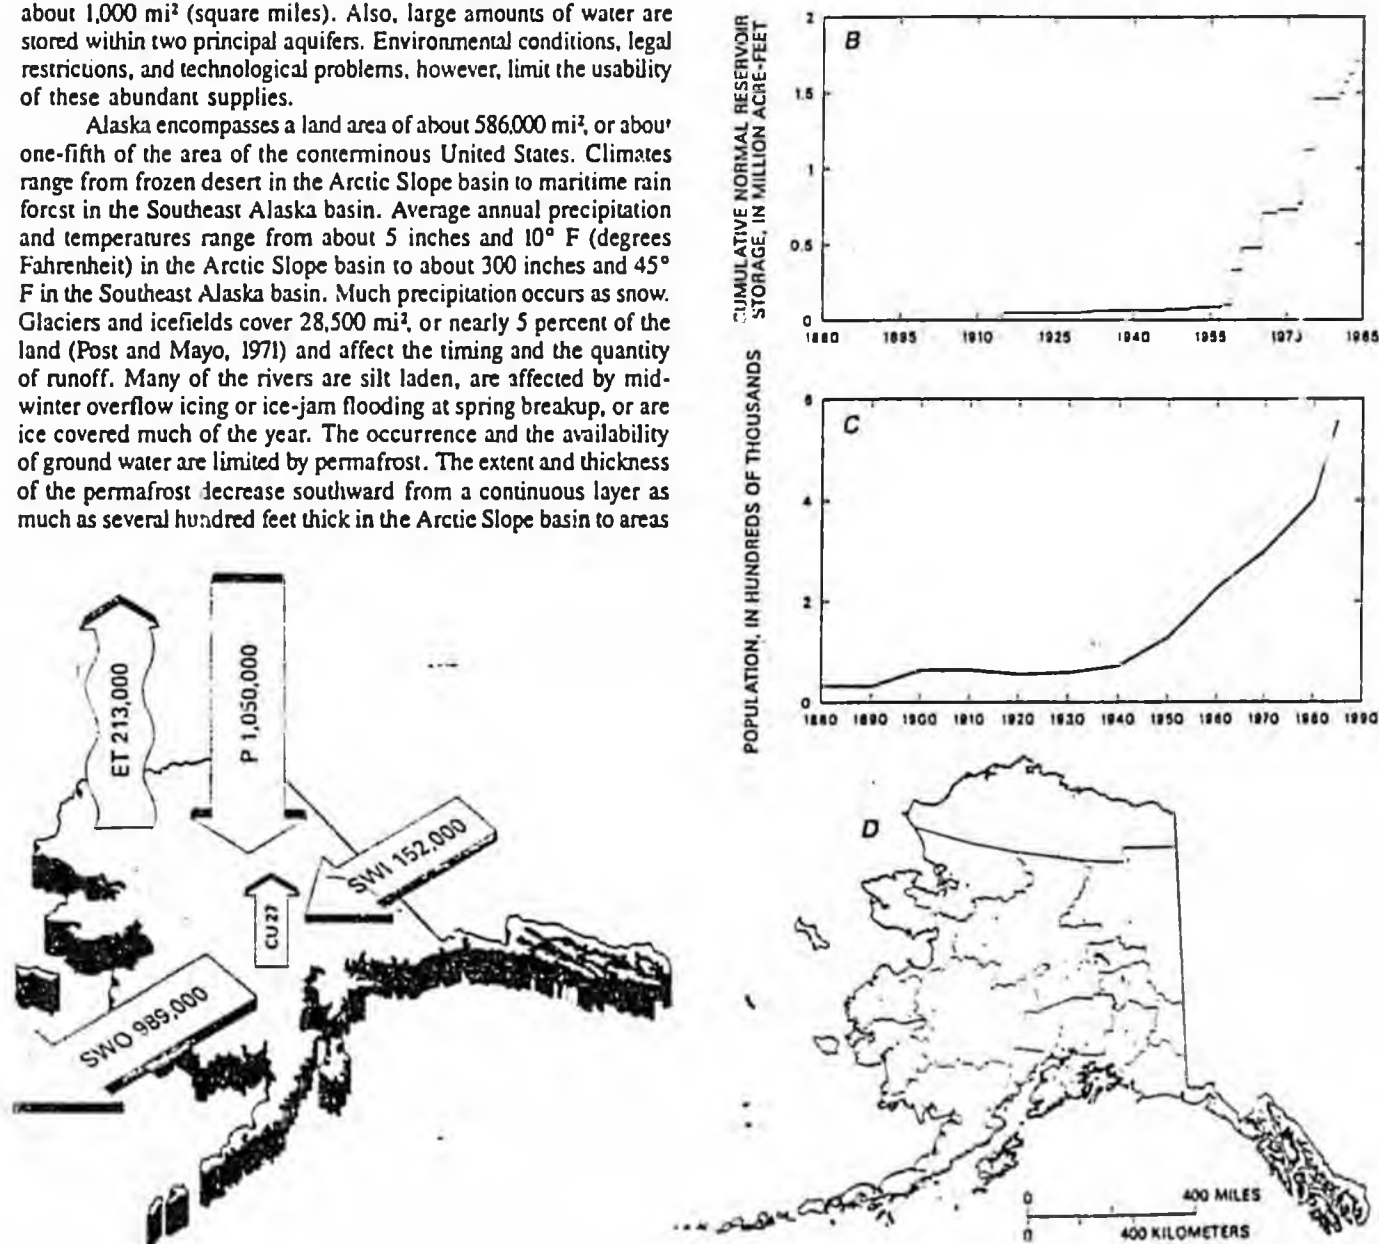 about 1,000 mi² (square miles). Also, large amounts of water are
stored within two principal aquifers. Environmental conditions, legal
restrictions, and technological problems, however, limit the usability
of these abundant supplies.
Alaska encompasses a land area of about 586,000 mi², or about
one-fifth of the area of the conterminous United States. Climates
range from frozen desert in the Arctic Slope basin to maritime rain
forest in the Southeast Alaska basin. Average annual precipitation
and temperatures range from about 5 inches and 10° F (degrees
Fahrenheit) in the Arctic Slope basin to about 300 inches and 45°
F in the Southeast Alaska basin. Much precipitation occurs as snow.
Glaciers and icefields cover 28,500 mi², or nearly 5 percent of the
land (Post and Mayo, 1971) and affect the timing and the quantity
of runoff. Many of the rivers are silt laden, are affected by mid-
winter overflow icing or ice-jam flooding at spring breakup, or are
ice covered much of the year. The occurrence and the availability
of ground water are limited by permafrost. The extent and thickness
of the permafrost decrease southward from a continuous layer as
much as several hundred feet thick in the Arctic Slope basin to areas
ET 213,000
P 1,050,000
SWI 152,000
CU 27
SWO 989,000
CUMULATIVE NORMAL RESERVOIR
STORAGE, IN MILLION ACRE-FEET
B
2
1.5
1
0.5
0
1880 1895 1910 1925 1940 1955 1970 1985
POPULATION, IN HUNDREDS OF THOUSANDS
C
6
4
2
0
1880 1890 1900 1910 1920 1930 1940 1950 1960 1970 1980 1990
D
0 400 MILES
0 400 KILOMETERS